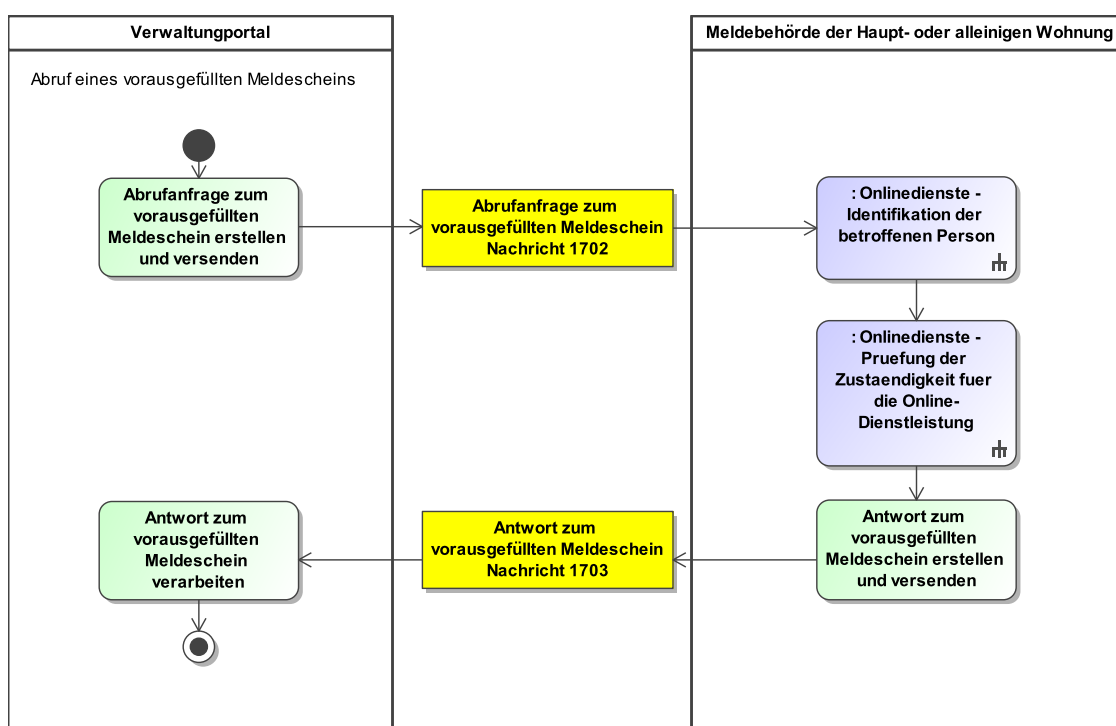 Verwaltungportal
Meldebehörde der Haupt- oder alleinigen Wohnung
Abruf eines vorausgefüllten Meldescheins
Abrufanfrage zum
vorausgefüllten
Meldeschein erstellen
und versenden
Abrufanfrage zum
vorausgefüllten Meldeschein
Nachricht 1702
: Onlinedienste -
Identifikation der
betroffenen Person
: Onlinedienste -
Pruefung der
Zustaendigkeit fuer
die Online-
Dienstleistung
Antwort zum
vorausgefüllten
Meldeschein erstellen
und versenden
Antwort zum
vorausgefüllten Meldeschein
Nachricht 1703
Antwort zum
vorausgefüllten
Meldeschein
verarbeiten